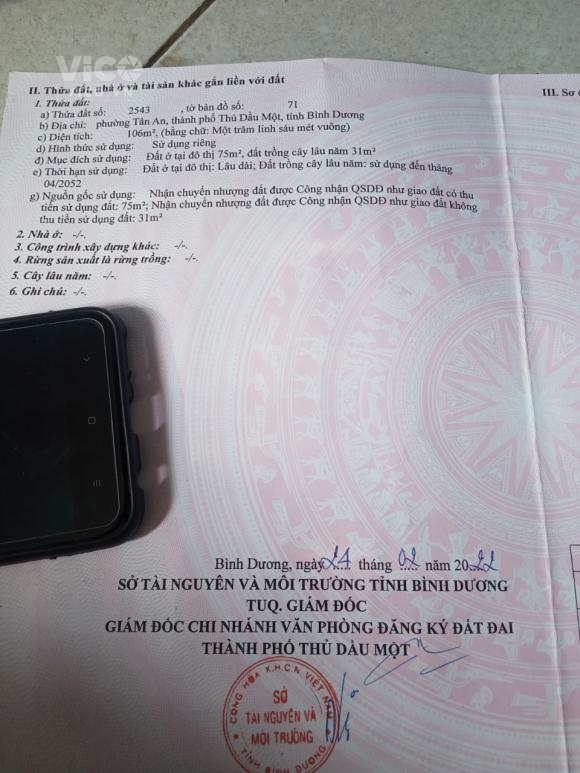 II. Thửa đất, nhà ở và tài sản khác gắn liền với đất
III. Sơ
1. Thửa đất:
a) Thửa đất số: 2543 , tờ bản đồ số: 71
b) Địa chỉ: phường Tân An, thành phố Thủ Dầu Một, tỉnh Bình Dương
c) Diện tích: 106m², (bằng chữ: Một trăm linh sáu mét vuông)
d) Hình thức sử dụng: Sử dụng riêng
đ) Mục đích sử dụng: Đất ở tại đô thị 75m², đất trồng cây lâu năm 31m²
e) Thời hạn sử dụng: Đất ở tại đô thị: Lâu dài; Đất trồng cây lâu năm: sử dụng đến tháng
04/2052
g) Nguồn gốc sử dụng: Nhận chuyển nhượng đất được Công nhận QSDĐ như giao đất có thu
tiền sử dụng đất: 75m²; Nhận chuyển nhượng đất được Công nhận QSDĐ như giao đất không
thu tiền sử dụng đất: 31m²
2. Nhà ở: -/-.
3. Công trình xây dựng khác: -/-.
4. Rừng sản xuất là rừng trồng: -/-.
5. Cây lâu năm: -/-.
6. Ghi chú: -/-.
Bình Dương, ngày 24 tháng 02 năm 2022
SỞ TÀI NGUYÊN VÀ MÔI TRƯỜNG TỈNH BÌNH DƯƠNG
TUQ. GIÁM ĐỐC
GIÁM ĐỐC CHI NHÁNH VĂN PHÒNG ĐĂNG KÝ ĐẤT ĐAI
THÀNH PHỐ THỦ DẦU MỘT
CỘNG HÒA X.H.C.N VIỆT NAM
SỞ
TÀI NGUYÊN VÀ
MÔI TRƯỜNG
TỈNH BÌNH DƯƠNG